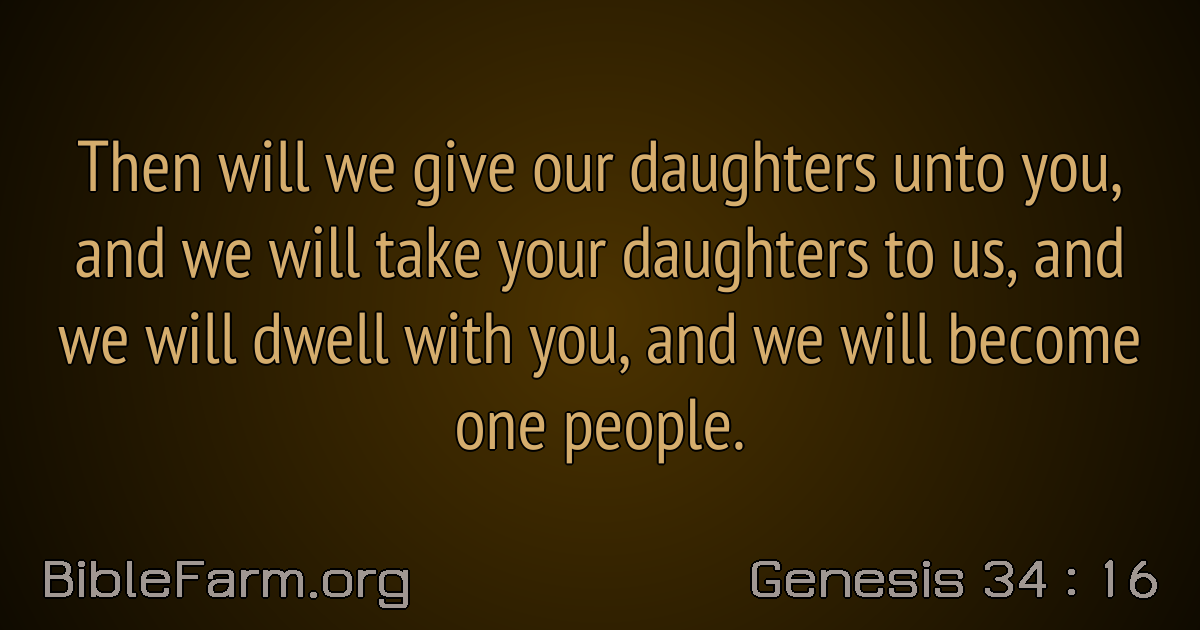 Then will we give our daughters unto you,
and we will take your daughters to us, and
we will dwell with you, and we will become
one people.
BibleFarm.org
Genesis 34 : 16